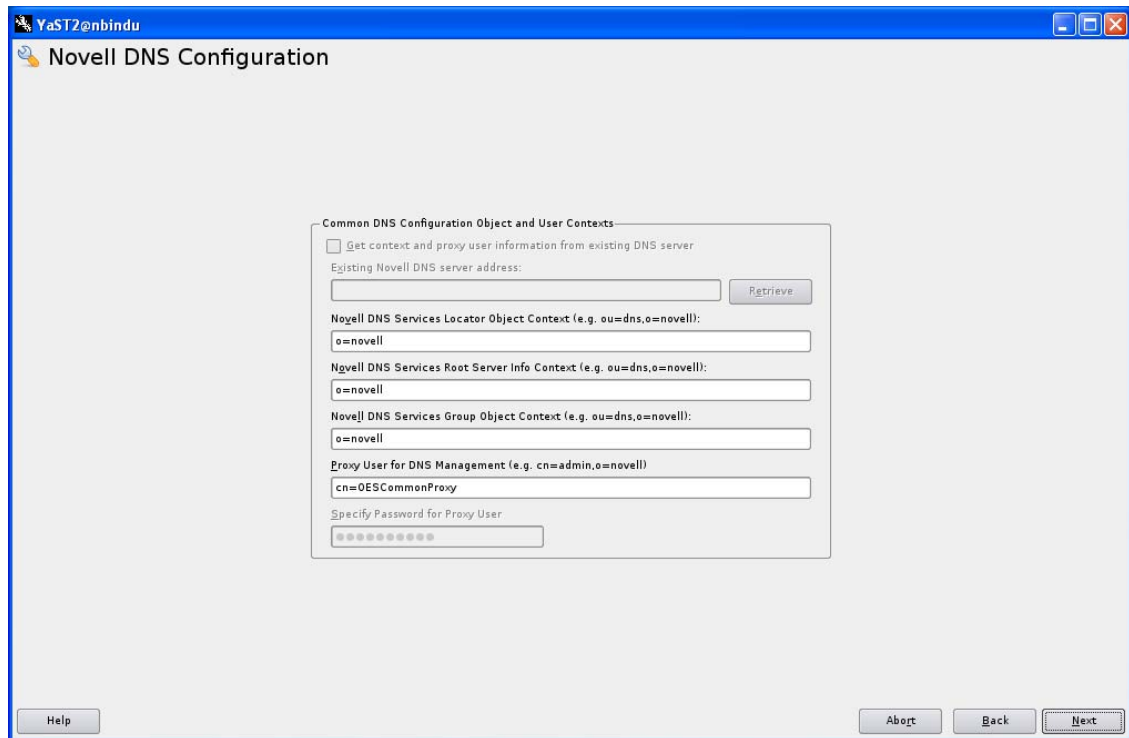 YaST2@nbindu
Novell DNS Configuration
Common DNS Configuration Object and User Contexts
Get context and proxy user information from existing DNS server
Existing Novell DNS server address:
Retrieve
Novell DNS Services Locator Object Context (e.g. ou=dns,o=novell):
o=novell
Novell DNS Services Root Server Info Context (e.g. ou=dns,o=novell):
o=novell
Novell DNS Services Group Object Context (e.g. ou=dns,o=novell):
o=novell
Proxy User for DNS Management (e.g. cn=admin,o=novell)
cn=OESCommonProxy
Specify Password for Proxy User
Help Abort Back Next